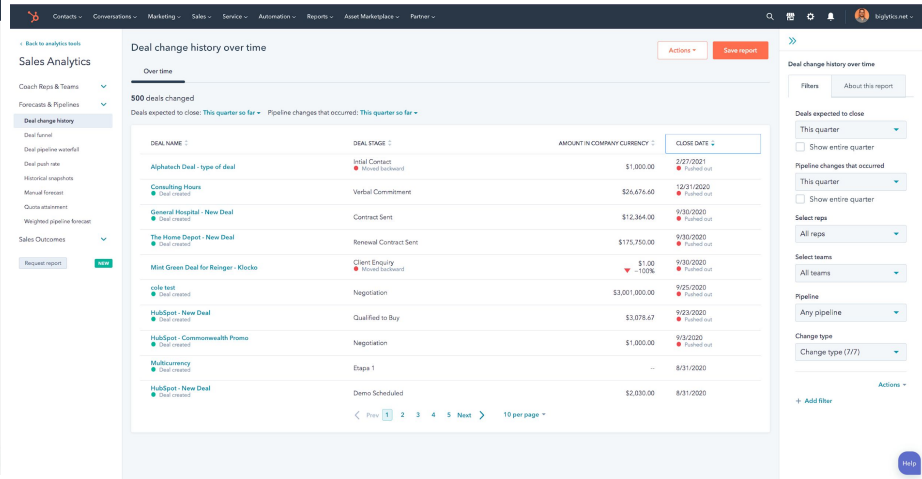 Contacts Conversations Marketing Sales Service Automation Reports Asset Marketplace Partner biglytics.net
Back to analytics tools
Sales Analytics
Coach Reps & Teams
Forecasts & Pipelines
Deal change history
Deal funnel
Deal pipeline waterfall
Deal push rate
Historical snapshots
Manual forecast
Quota attainment
Weighted pipeline forecast
Sales Outcomes
Request report NEW
Deal change history over time
Actions Save report
Over time
500 deals changed
Deals expected to close: This quarter so far Pipeline changes that occurred: This quarter so far
DEAL NAME DEAL STAGE AMOUNT IN COMPANY CURRENCY CLOSE DATE
Alphatech Deal - type of deal Intial Contact $1,000.00 2/27/2021
Moved backward Pushed out
Consulting Hours Verbal Commitment $26,676.60 12/31/2020
Deal created Pushed out
General Hospital - New Deal Contract Sent $12,364.00 9/30/2020
Deal created Pushed out
The Home Depot - New Deal Renewal Contract Sent $175,750.00 9/30/2020
Deal created Pushed out
Mint Green Deal for Reinger - Klocko Client Enquiry $1.00 9/30/2020
Moved backward −100% Pushed out
cole test Negotiation $3,001,000.00 9/25/2020
Deal created Pushed out
HubSpot - New Deal Qualified to Buy $3,078.67 9/23/2020
Deal created Pushed out
HubSpot - Commonwealth Promo Negotiation $1,000.00 9/3/2020
Deal created Pushed out
Multicurrency Etapa 1 -- 8/31/2020
Deal created
HubSpot - New Deal Demo Scheduled $2,030.00 8/31/2020
Deal created
Prev 1 2 3 4 5 Next 10 per page
Deal change history over time
Filters About this report
Deals expected to close
This quarter
Show entire quarter
Pipeline changes that occurred
This quarter
Show entire quarter
Select reps
All reps
Select teams
All teams
Pipeline
Any pipeline
Change type
Change type (7/7)
Actions
+ Add filter
Help